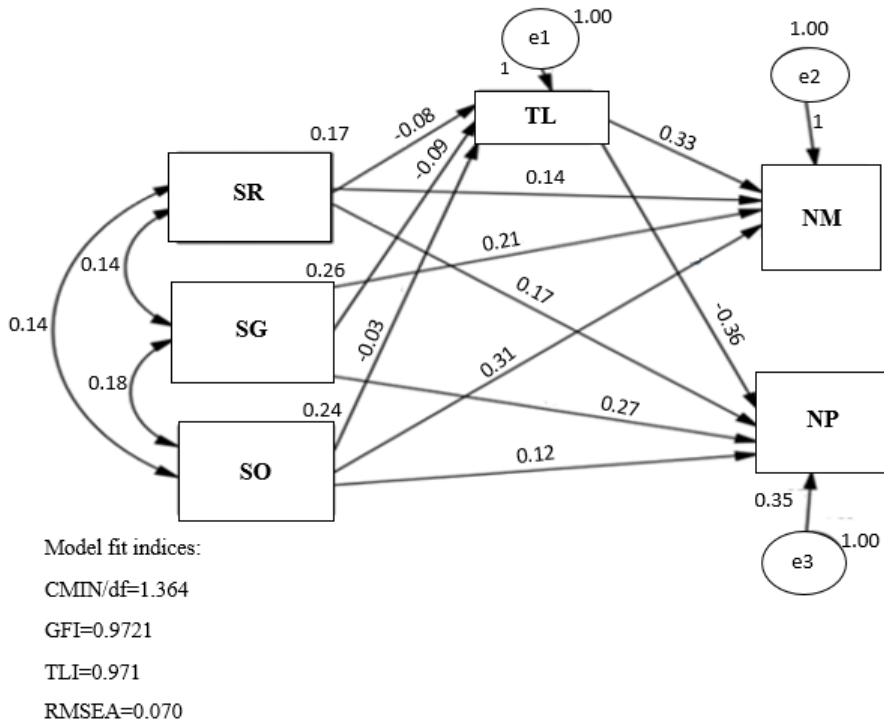 1.00
e1
1
TL
1.00
e2
1
0.17
-0.08
-0.09
0.33
SR
0.14
NM
0.14
0.26
0.21
0.14
SG
-0.03
0.17
-0.36
0.18
0.31
0.24
0.27
NP
SO
0.12
0.35
1.00
e3
Model fit indices:
CMIN/df=1.364
GFI=0.9721
TLI=0.971
RMSEA=0.070